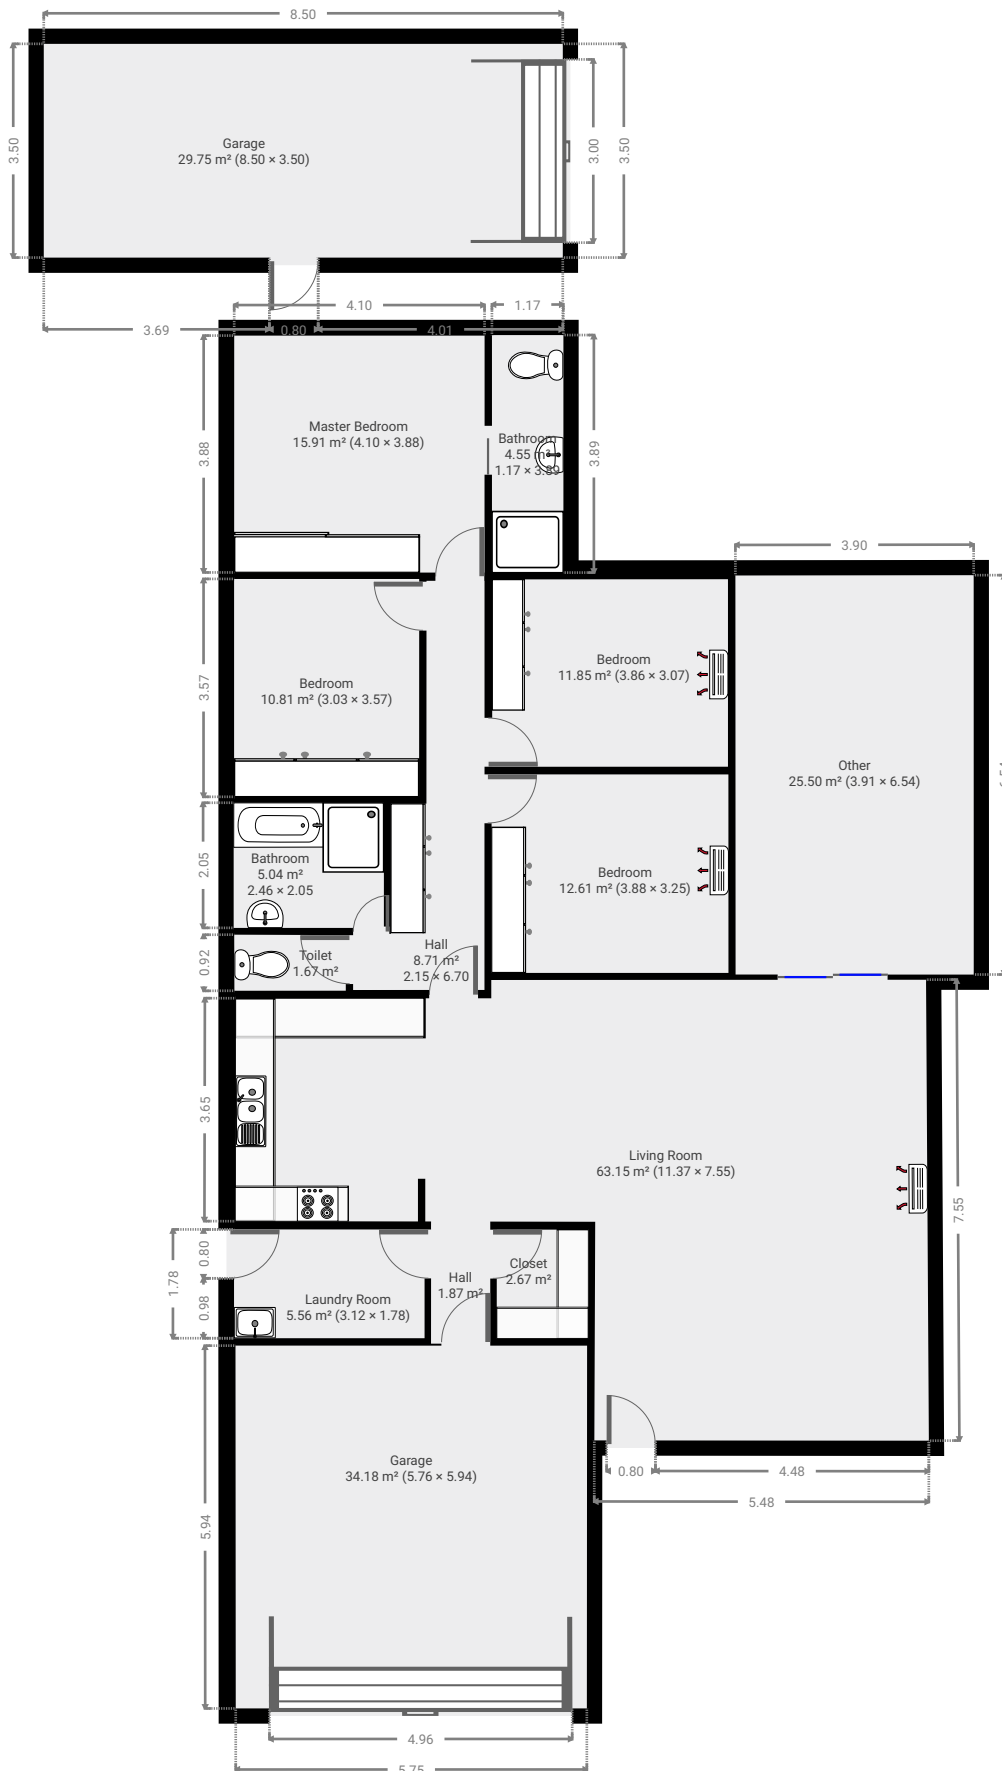 8.50
3.50
3.00
3.50
Garage
29.75 m² (8.50 × 3.50)
4.10
1.17
3.69
0.80
4.01
3.88
Master Bedroom
15.91 m² (4.10 × 3.88)
Bathroom
4.55 m²
1.17 × 3.89
3.89
3.90
3.57
Bedroom
10.81 m² (3.03 × 3.57)
Bedroom
11.85 m² (3.86 × 3.07)
Other
25.50 m² (3.91 × 6.54)
2.05
Bathroom
5.04 m²
2.46 × 2.05
Bedroom
12.61 m² (3.88 × 3.25)
0.92
Toilet
1.67 m²
Hall
8.71 m²
2.15 × 6.70
3.65
Living Room
63.15 m² (11.37 × 7.55)
7.55
1.78
0.80
0.98
Laundry Room
5.56 m² (3.12 × 1.78)
Hall
1.87 m²
Closet
2.67 m²
Garage
34.18 m² (5.76 × 5.94)
0.80
4.48
5.48
5.94
4.96
5.75